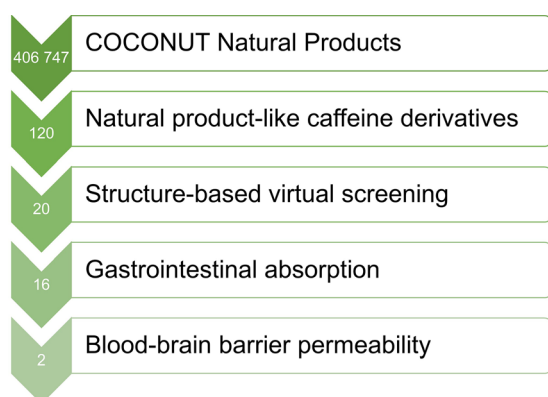 406 747
COCONUT Natural Products
120
Natural product-like caffeine derivatives
20
Structure-based virtual screening
16
Gastrointestinal absorption
2
Blood-brain barrier permeability